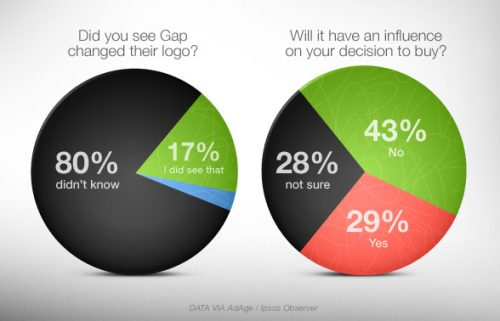 Did you see Gap
changed their logo?
80%
didn't know
17%
I did see that
Will it have an influence
on your decision to buy?
43%
No
28%
not sure
29%
Yes
DATA VIA AdAge / Ipsos Observer